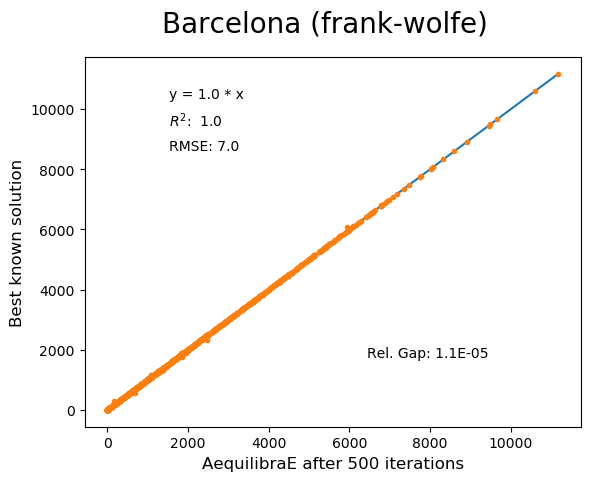 Barcelona (frank-wolfe)
y = 1.0 * x
R²: 1.0
RMSE: 7.0
Rel. Gap: 1.1E-05
Best known solution
10000
8000
6000
4000
2000
0
0 2000 4000 6000 8000 10000
AequilibraE after 500 iterations